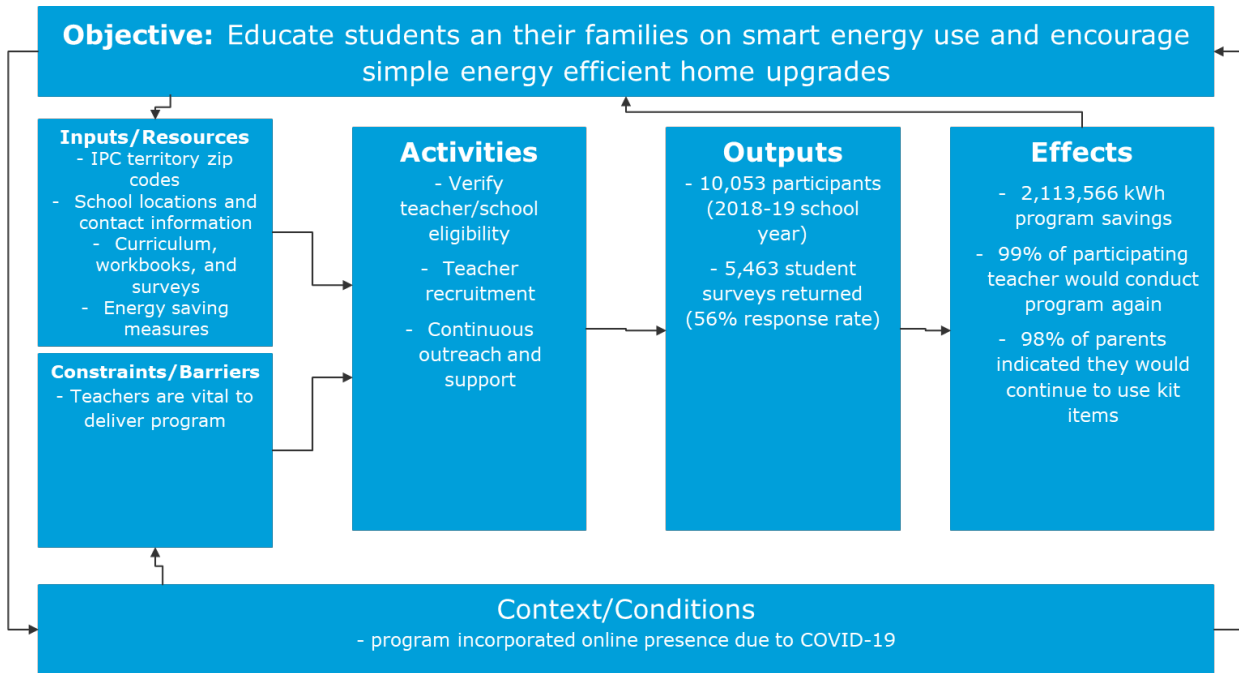 Objective: Educate students an their families on smart energy use and encourage
simple energy efficient home upgrades
Inputs/Resources
- IPC territory zip
codes
- School locations and
contact information
- Curriculum,
workbooks, and
surveys
- Energy saving
measures
Constraints/Barriers
- Teachers are vital to
deliver program
Activities
- Verify
teacher/school
eligibility
- Teacher
recruitment
- Continuous
outreach and
support
Outputs
- 10,053 participants
(2018-19 school
year)
- 5,463 student
surveys returned
(56% response rate)
Effects
- 2,113,566 kWh
program savings
- 99% of participating
teacher would conduct
program again
- 98% of parents
indicated they would
continue to use kit
items
Context/Conditions
- program incorporated online presence due to COVID-19